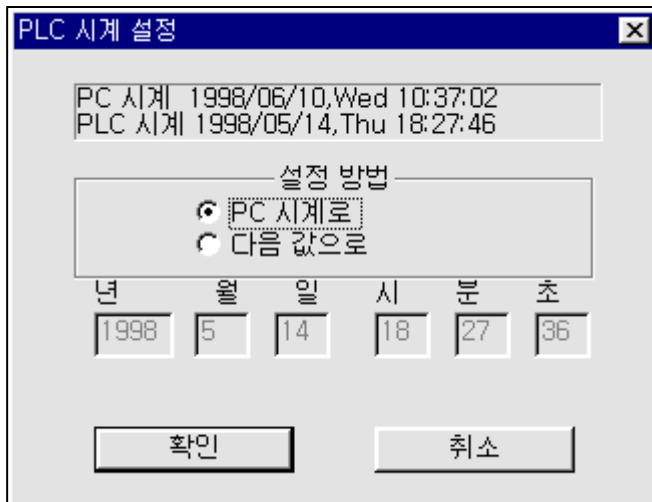 PLC 시계 설정
PC 시계 1998/06/10,Wed 10:37:02
PLC 시계 1998/05/14,Thu 18:27:46
설정 방법
PC 시계로
다음 값으로
년 월 일 시 분 초
1998 5 14 18 27 36
확인 취소